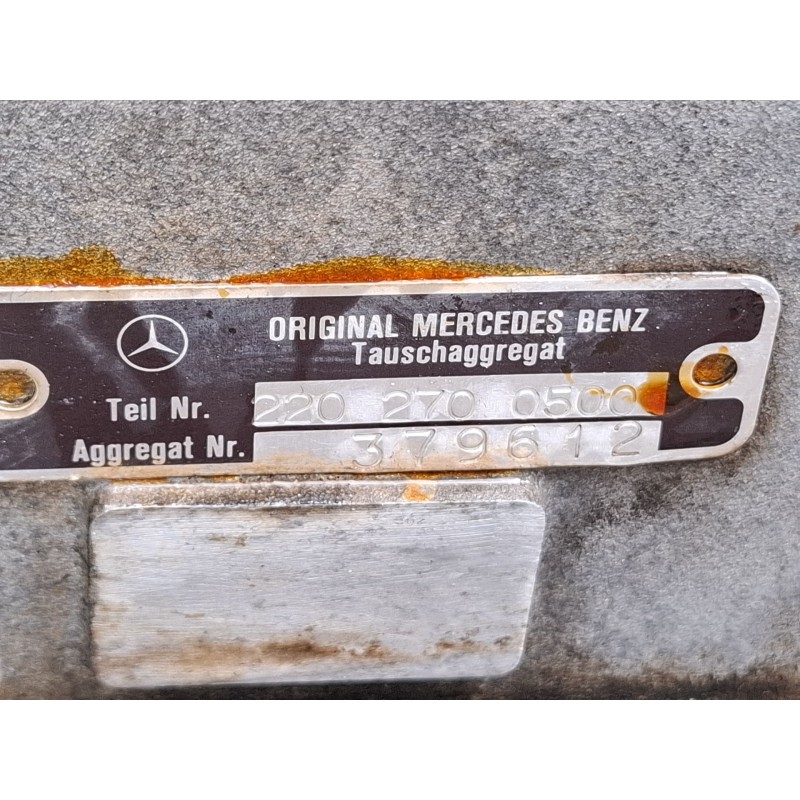 ORIGINAL MERCEDES BENZ
Tauschaggregat
Teil Nr. 220 270 0500
Aggregat Nr. 379612